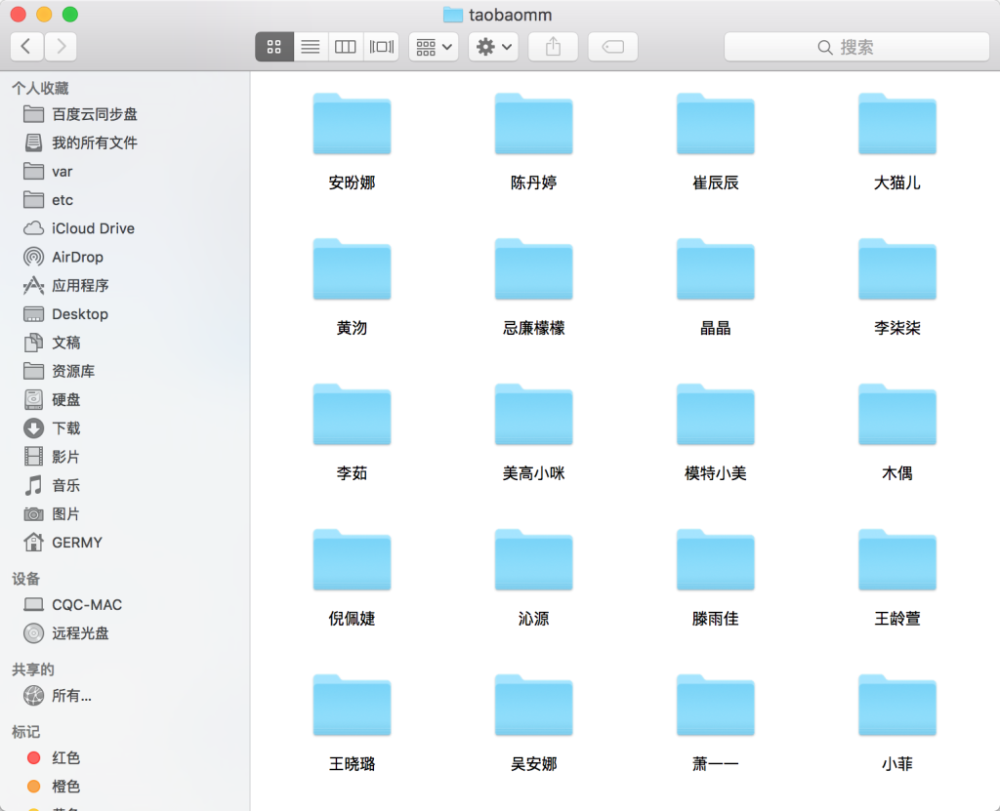 taobaomm
搜索
个人收藏
百度云同步盘
我的所有文件
var
etc
iCloud Drive
AirDrop
应用程序
Desktop
文稿
资源库
硬盘
下载
影片
音乐
图片
GERMY
设备
CQC-MAC
远程光盘
共享的
所有...
标记
红色
橙色
安昐娜 陈丹婷 崔辰辰 大猫儿
黄沕 忌廉檬檬 晶晶 李柒柒
李茹 美高小咪 模特小美 木偶
倪佩婕 沁源 滕雨佳 王龄萱
王晓璐 吴安娜 萧一一 小菲